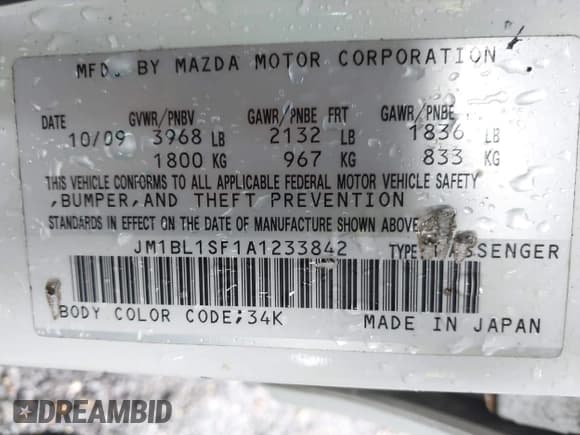 MFD. BY MAZDA MOTOR CORPORATION
DATE GVWR/PNBV GAWR/PNBE FRT GAWR/PNBE
10/09 3968 LB 2132 LB 1836 LB
1800 KG 967 KG 833 KG
THIS VEHICLE CONFORMS TO ALL APPLICABLE FEDERAL MOTOR VEHICLE SAFETY
,BUMPER,AND THEFT PREVENTION
STANDARDS IN EFFECT ON THE DATE OF MANUFACTURE SHOWN ABOVE
JM1BL1SF1A1233842 TYPE PASSENGER
BODY COLOR CODE;34K MADE IN JAPAN
DREAMBID